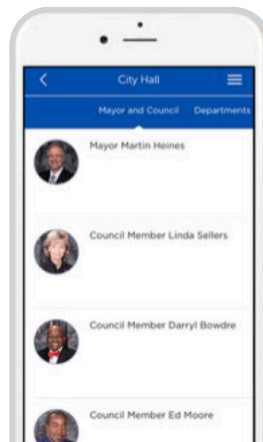 City Hall
Mayor and Council Departments
Mayor Martin Heines
Council Member Linda Sellers
Council Member Darryl Bowdre
Council Member Ed Moore